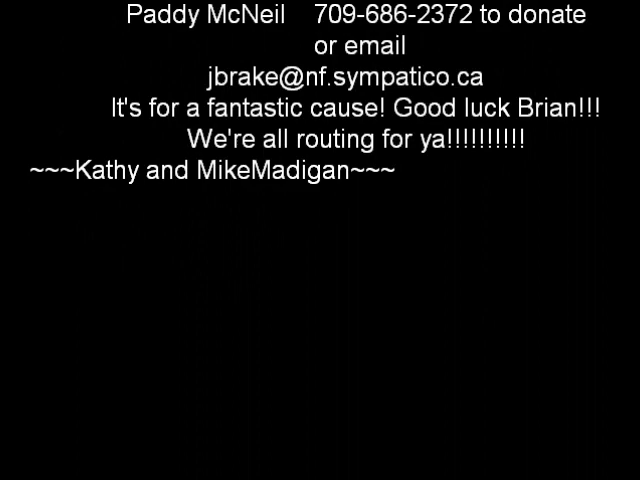 Paddy McNeil    709-686-2372 to donate
or email
jbrake@nf.sympatico.ca
It's for a fantastic cause! Good luck Brian!!!
We're all routing for ya!!!!!!!!!!
~~~Kathy and MikeMadigan~~~